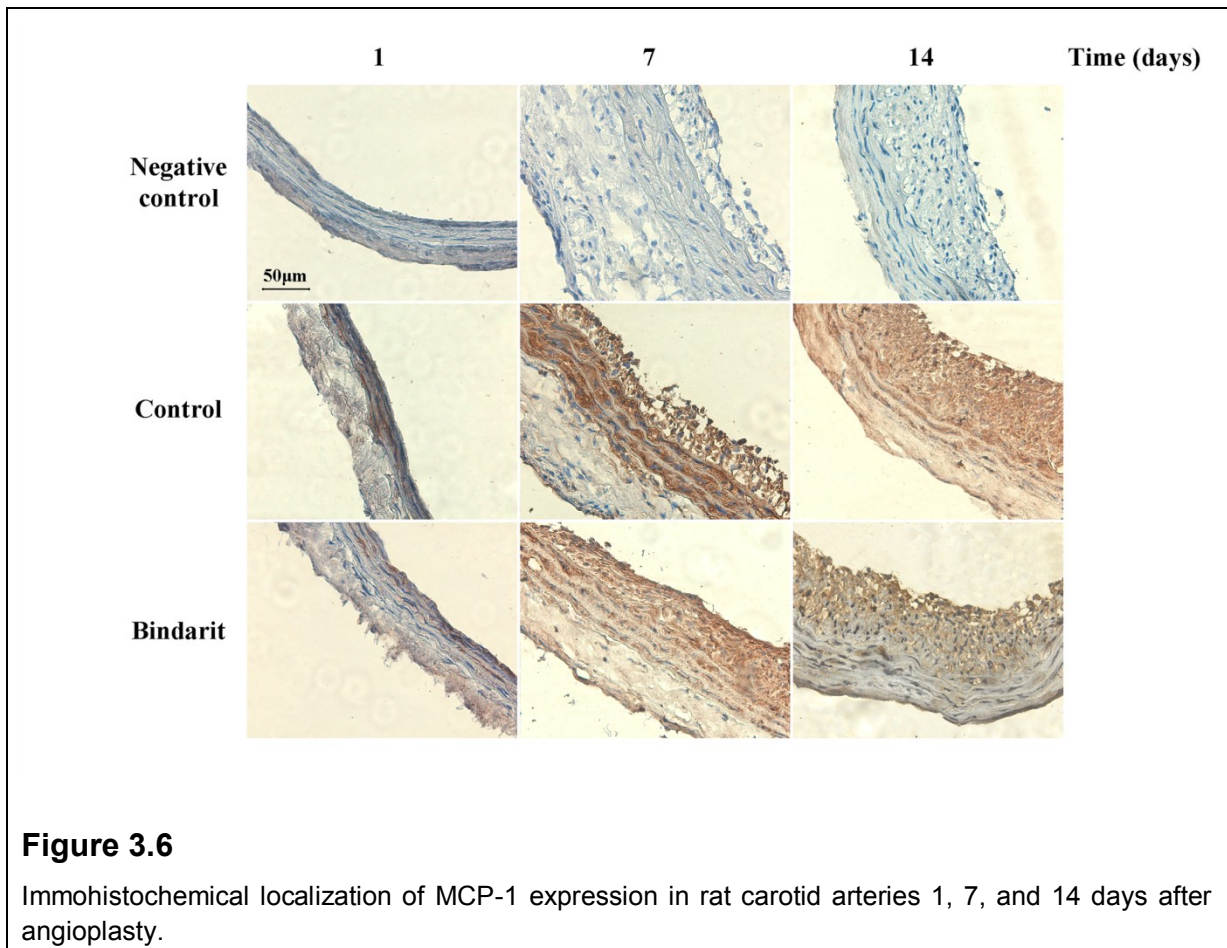 1 7 14 Time (days)
Negative
control
50µm
Control
Bindarit
Figure 3.6
Immohistochemical localization of MCP-1 expression in rat carotid arteries 1, 7, and 14 days after
angioplasty.